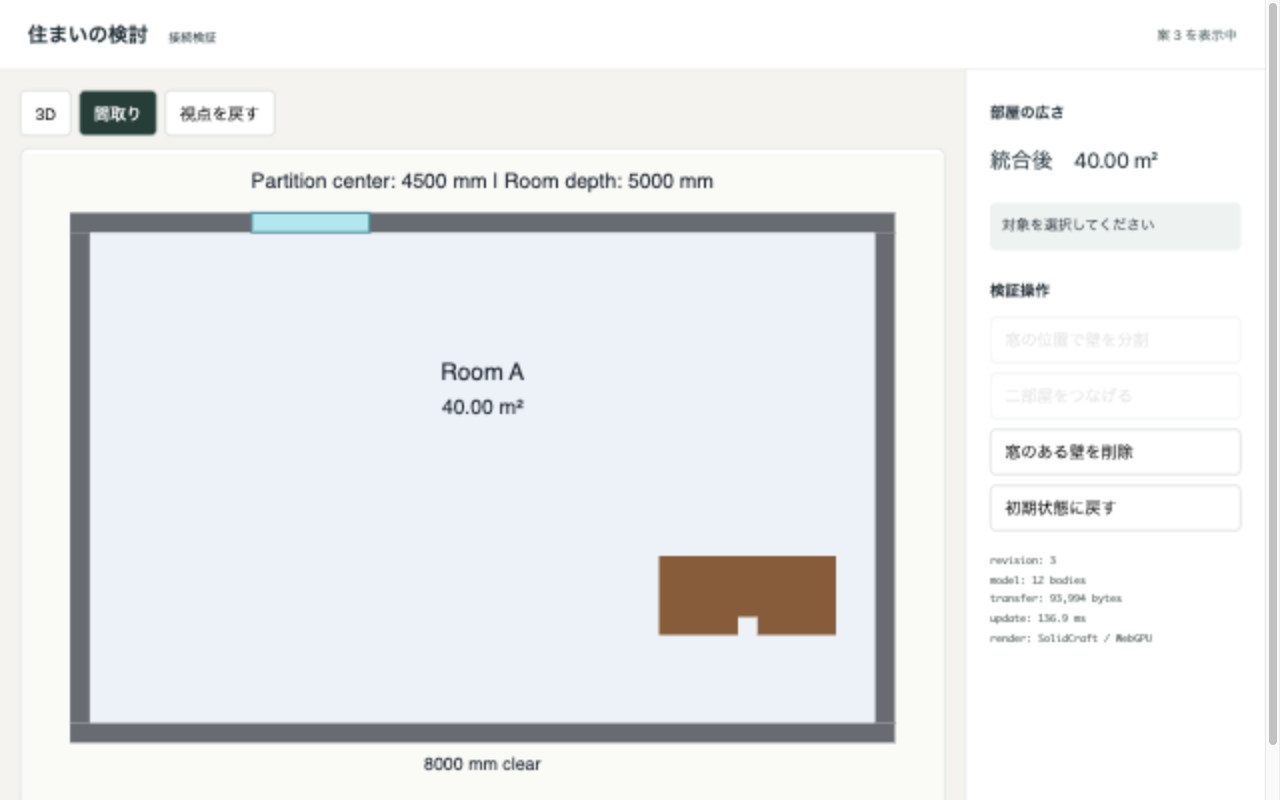 住まいの検討 接続検証
案 3 を表示中
3D 間取り 視点を戻す
Partition center: 4500 mm | Room depth: 5000 mm
Room A
40.00 m²
8000 mm clear
部屋の広さ
統合後 40.00 m²
対象を選択してください
検証操作
窓の位置で壁を分割
二部屋をつなげる
窓のある壁を削除
初期状態に戻す
revision: 3
model: 12 bodies
transfer: 93,994 bytes
update: 136.9 ms
render: SolidCraft / WebGPU